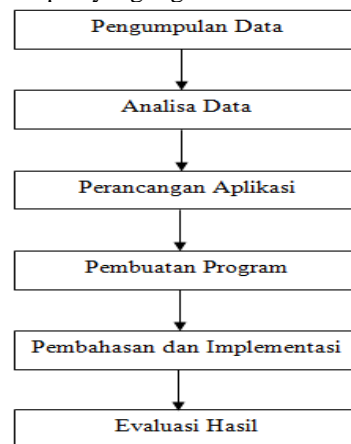 Pengumpulan Data
Analisa Data
Perancangan Aplikasi
Pembuatan Program
Pembahasan dan Implementasi
Evaluasi Hasil